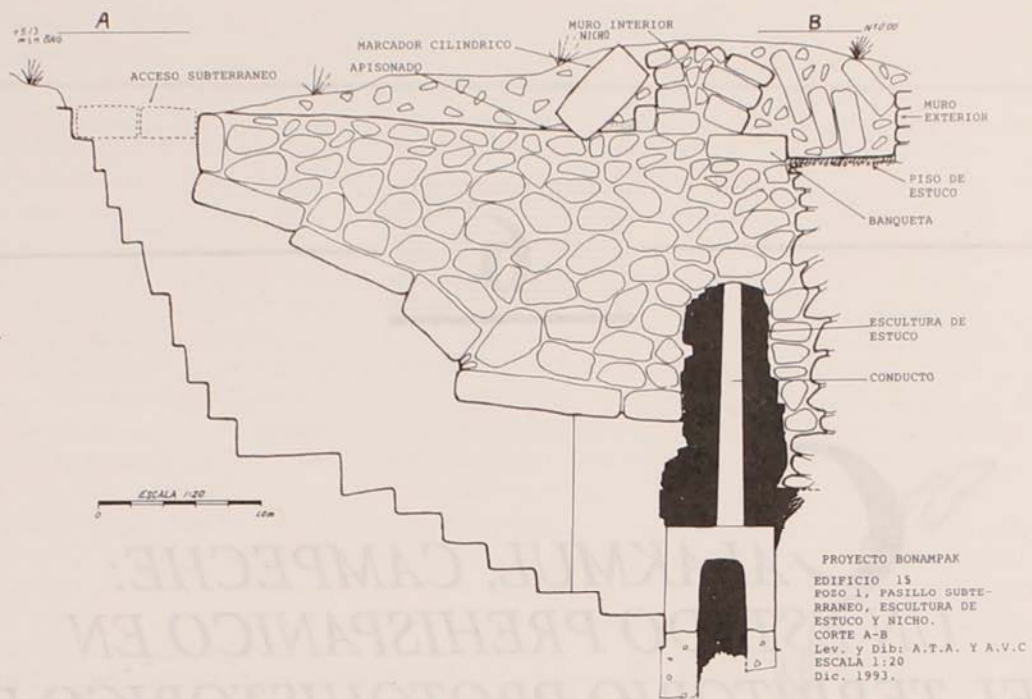 A
B
ACCESO SUBTERRANEO
MARCADOR CILINDRICO
APISONADO
MURO INTERIOR
NICHO
N1000
MURO
EXTERIOR
PISO DE
ESTUCO
BANQUETA
ESCULTURA DE
ESTUCO
CONDUCTO
ESCALA 1:20
0
PROYECTO BONAMPAK
EDIFICIO 15
POZO 1, PASILLO SUBTE-
RRANEO, ESCULTURA DE
ESTUCO Y NICHO.
CORTE A-B
Lev. y Dib: A.T.A. Y A.V.C
ESCALA 1:20
Dic. 1993.